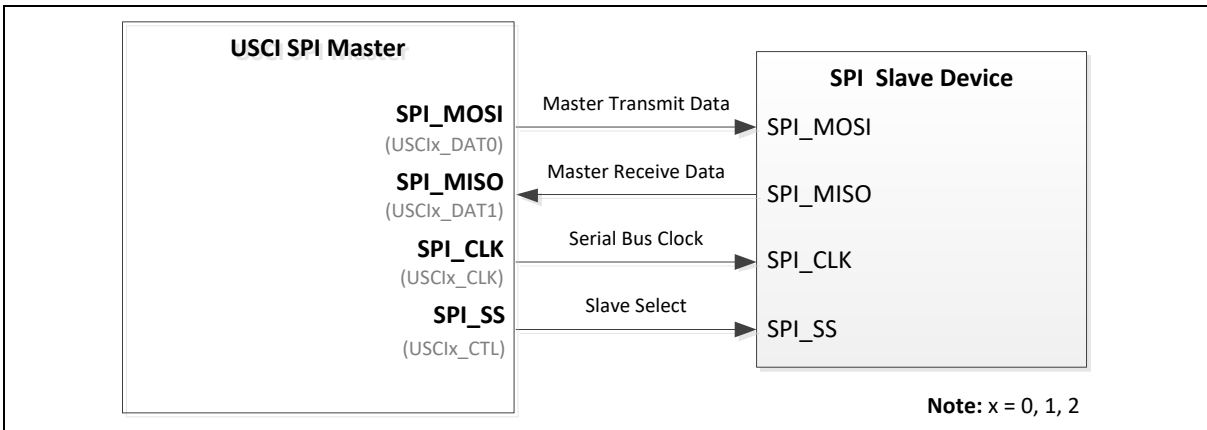 USCI SPI Master
SPI_MOSI
(USCIx_DAT0)
SPI_MISO
(USCIx_DAT1)
SPI_CLK
(USCIx_CLK)
SPI_SS
(USCIx_CTL)
Master Transmit Data
Master Receive Data
Serial Bus Clock
Slave Select
SPI Slave Device
SPI_MOSI
SPI_MISO
SPI_CLK
SPI_SS
Note: x = 0, 1, 2